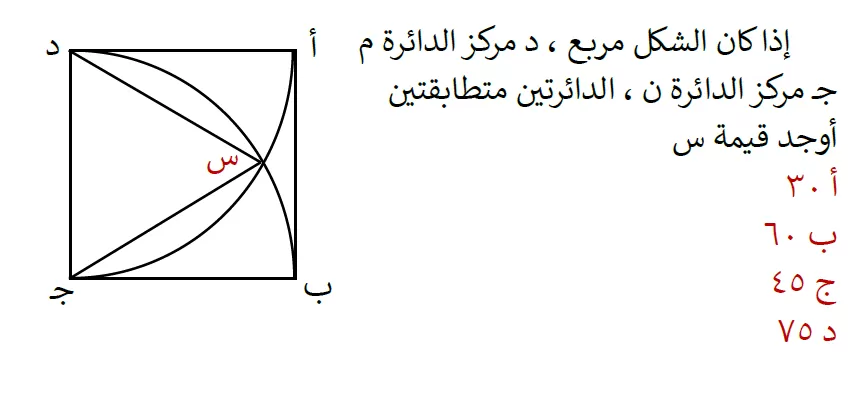 إذا كان الشكل مربع ، د مركز الدائرة م
جـ مركز الدائرة ن ، الدائرتين متطابقتين
أوجد قيمة س
أ ٣٠
ب ٦٠
ج ٤٥
د ٧٥
أ
د
س
ب
جـ